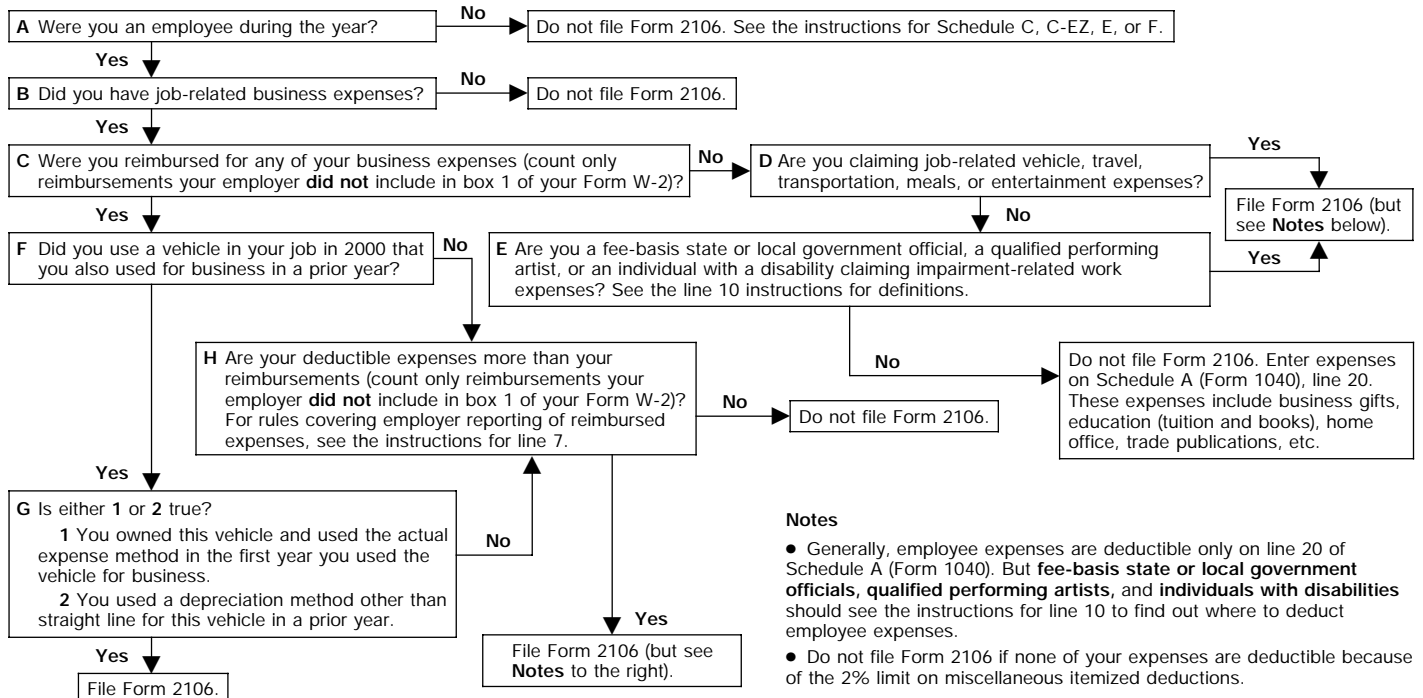 A Were you an employee during the year?
No
Do not file Form 2106. See the instructions for Schedule C, C-EZ, E, or F.
Yes
B Did you have job-related business expenses?
No
Do not file Form 2106.
Yes
C Were you reimbursed for any of your business expenses (count only
reimbursements your employer did not include in box 1 of your Form W-2)?
No
D Are you claiming job-related vehicle, travel,
transportation, meals, or entertainment expenses?
Yes
File Form 2106 (but
see Notes below).
Yes
No
F Did you use a vehicle in your job in 2000 that
you also used for business in a prior year?
No
E Are you a fee-basis state or local government official, a qualified performing
artist, or an individual with a disability claiming impairment-related work
expenses? See the line 10 instructions for definitions.
Yes
H Are your deductible expenses more than your
reimbursements (count only reimbursements your
employer did not include in box 1 of your Form W-2)?
For rules covering employer reporting of reimbursed
expenses, see the instructions for line 7.
No
Do not file Form 2106.
No
Do not file Form 2106. Enter expenses
on Schedule A (Form 1040), line 20.
These expenses include business gifts,
education (tuition and books), home
office, trade publications, etc.
Yes
G Is either 1 or 2 true?
1 You owned this vehicle and used the actual
expense method in the first year you used the
vehicle for business.
2 You used a depreciation method other than
straight line for this vehicle in a prior year.
No
Yes
File Form 2106.
Yes
File Form 2106 (but see
Notes to the right).
Notes
● Generally, employee expenses are deductible only on line 20 of
Schedule A (Form 1040). But fee-basis state or local government
officials, qualified performing artists, and individuals with disabilities
should see the instructions for line 10 to find out where to deduct
employee expenses.
● Do not file Form 2106 if none of your expenses are deductible because
of the 2% limit on miscellaneous itemized deductions.